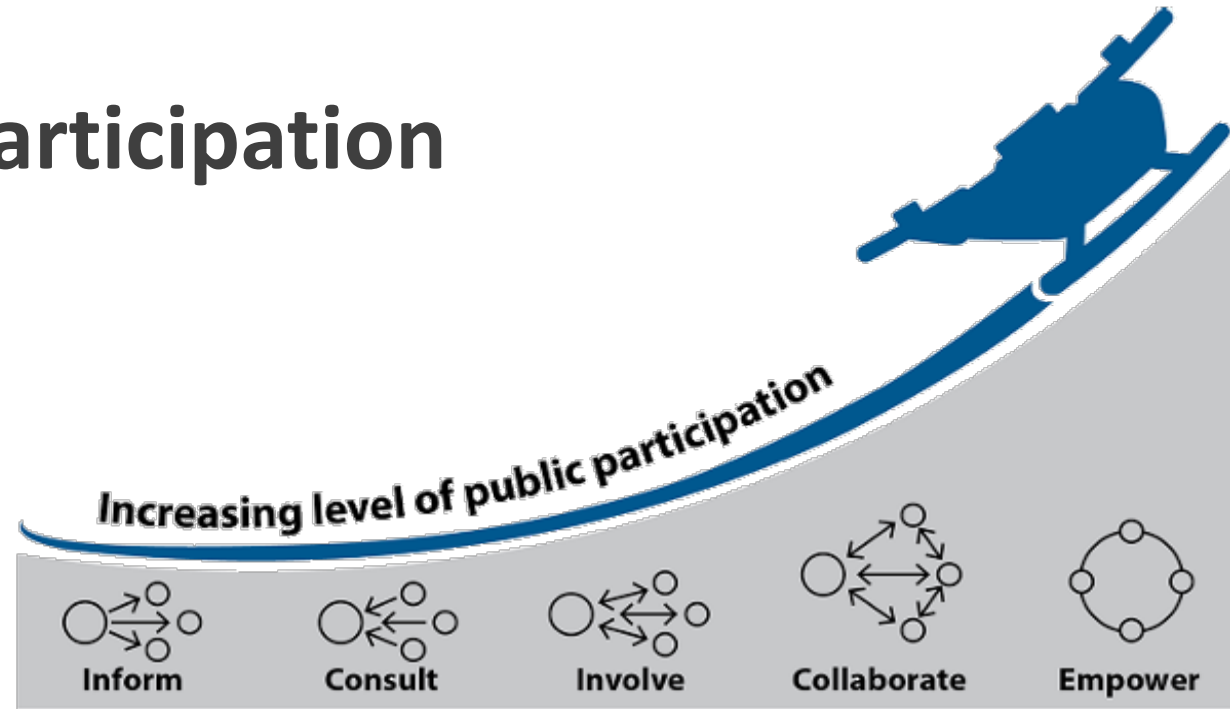 articipation
Increasing level of public participation
Inform
Consult
Involve
Collaborate
Empower